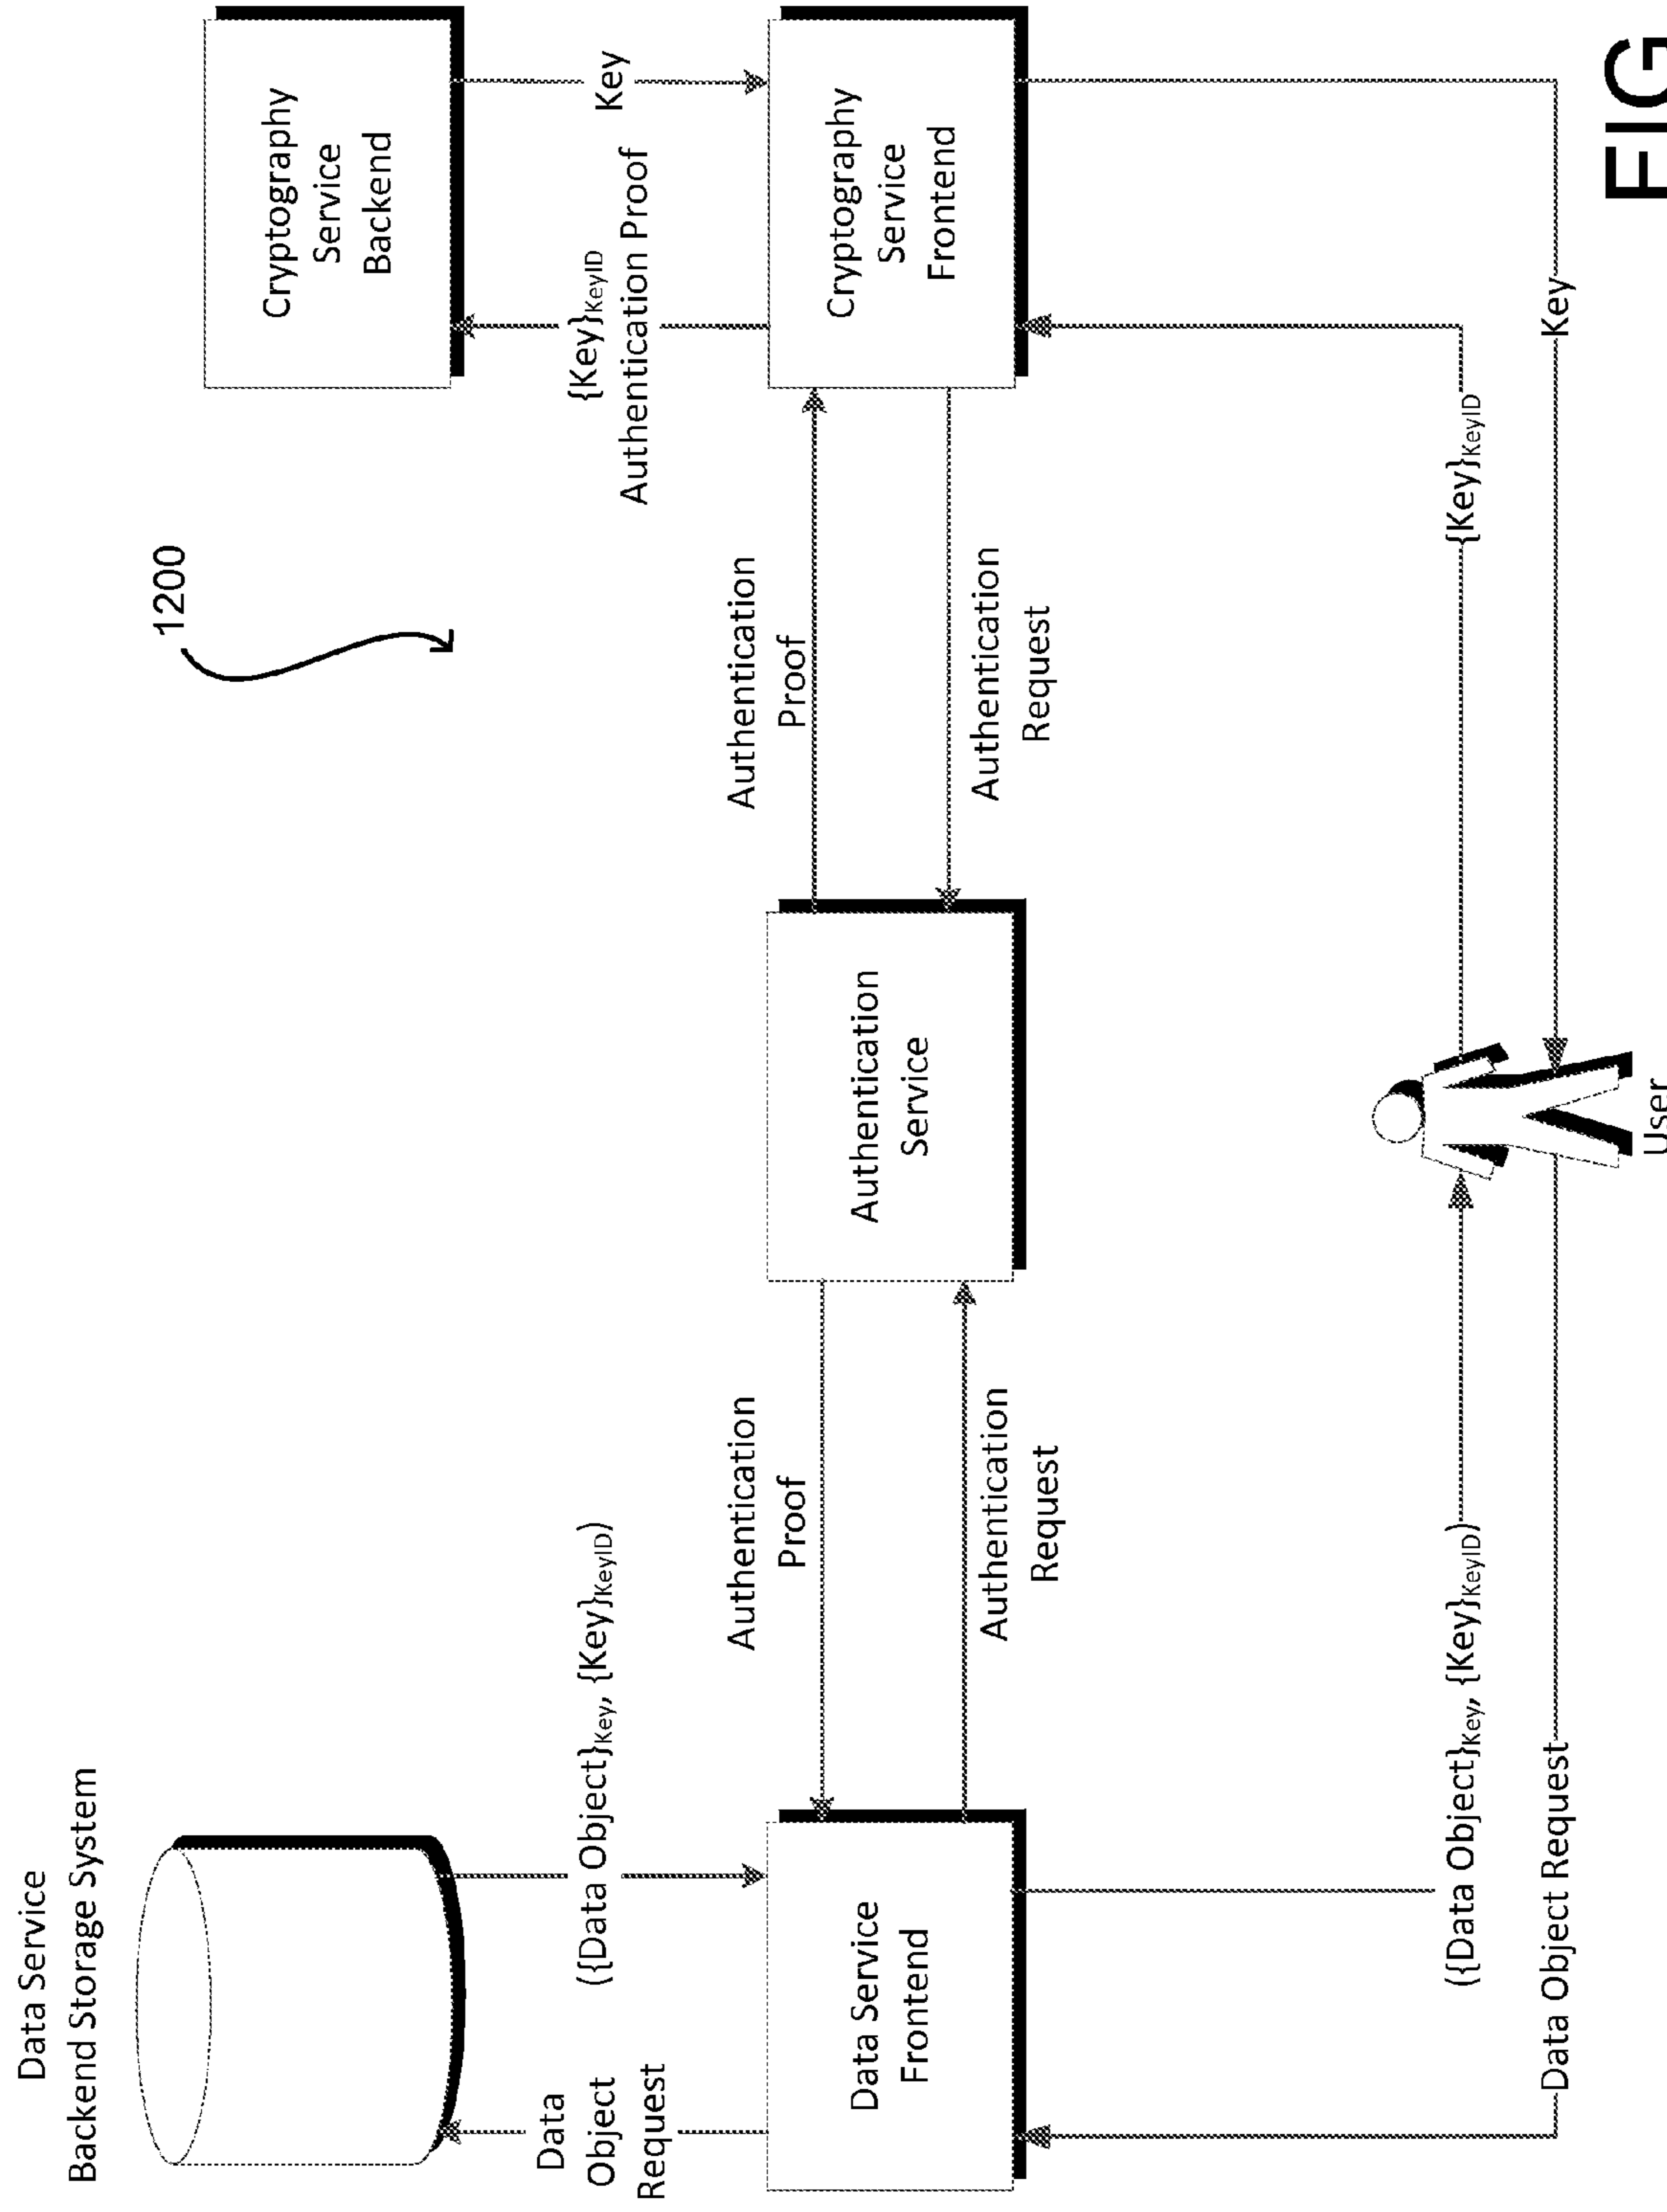 1200
Data Service
Backend Storage System
Cryptography
Service
Backend
Data
Object
Request
({Data Object}Key, {Key}KeyID)
{Key}KeyID
Authentication Proof
Key
Authentication
Proof
Authentication
Proof
Data Service
Frontend
Authentication
Service
Cryptography
Service
Frontend
Authentication
Request
Authentication
Request
({Data Object}Key, {Key}KeyID)
{Key}KeyID
Data Object Request
Key
User
FIG